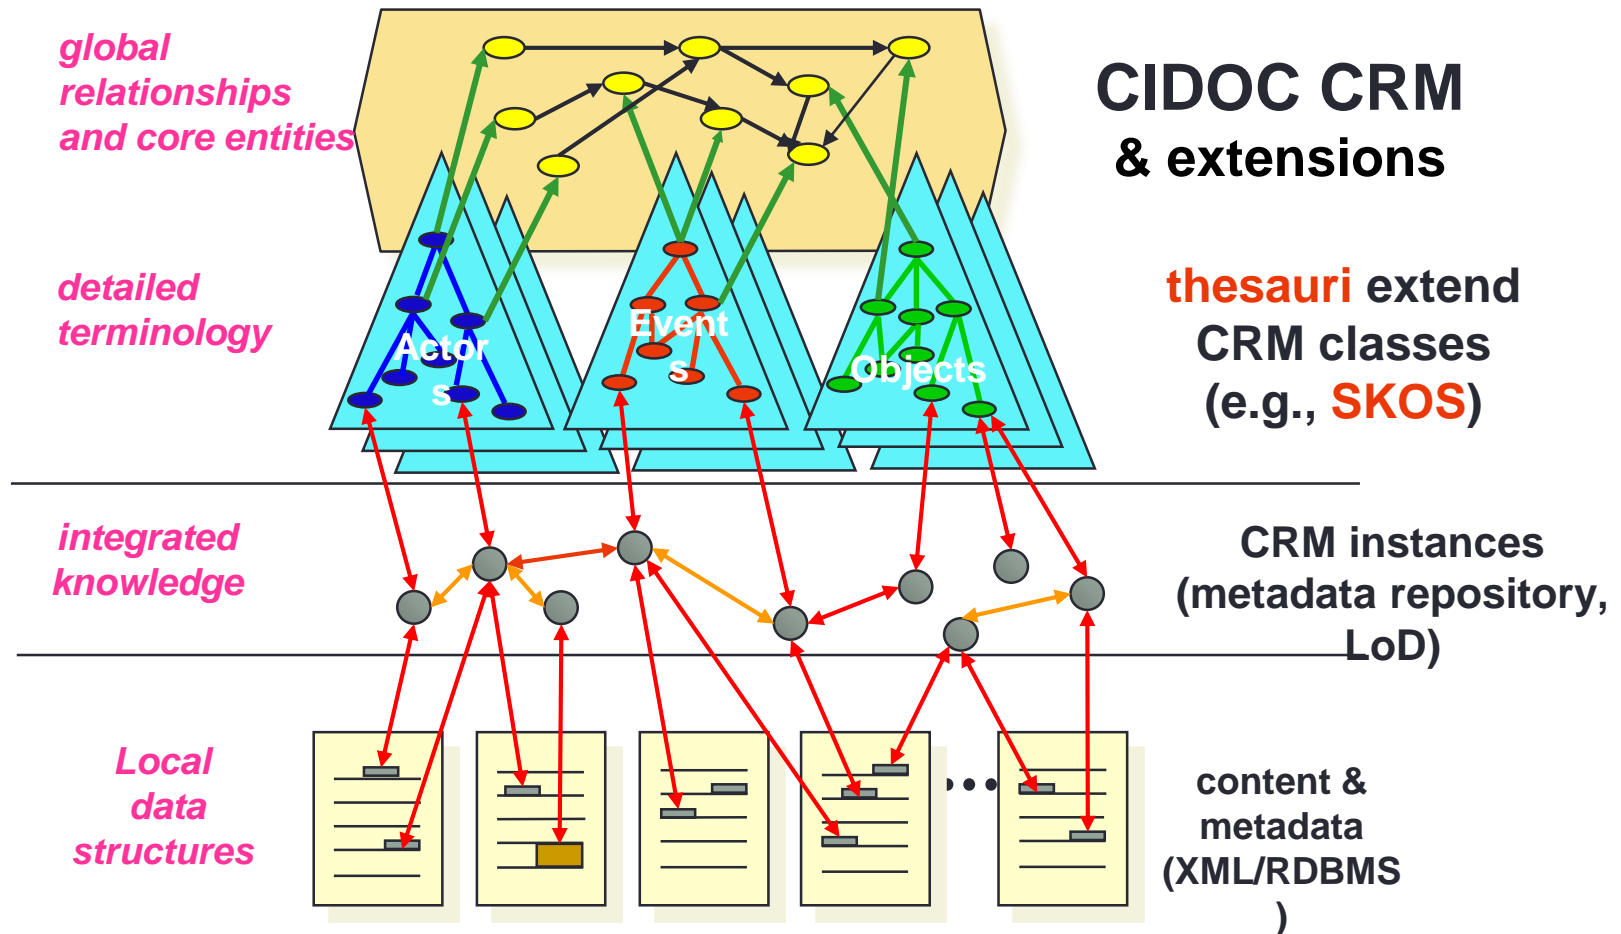 global
relationships
and core entities
CIDOC CRM
& extensions
detailed
terminology
Actor
s
Event
s
Objects
thesauri extend
CRM classes
(e.g., SKOS)
integrated
knowledge
CRM instances
(metadata repository,
LoD)
Local
data
structures
content &
metadata
(XML/RDBMS
)